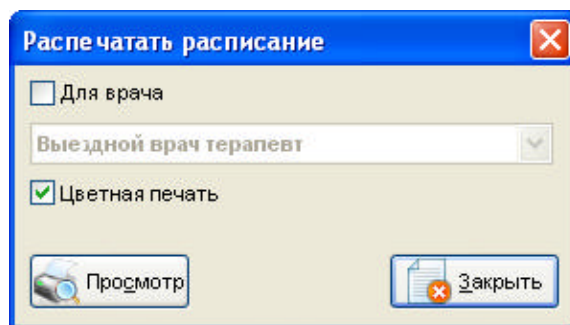 Распечатать расписание
Для врача
Выездной врач терапевт
Цветная печать
Просмотр
Закрыть